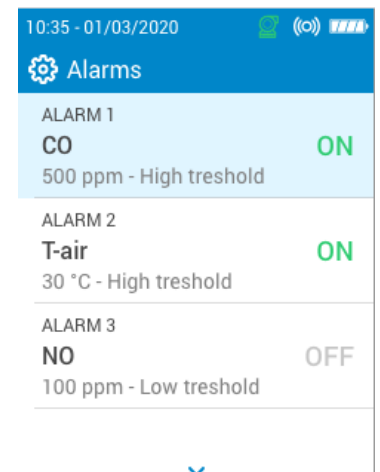 10:35 - 01/03/2020
Alarms
ALARM 1
CO ON
500 ppm - High treshold
ALARM 2
T-air ON
30 °C - High treshold
ALARM 3
NO OFF
100 ppm - Low treshold